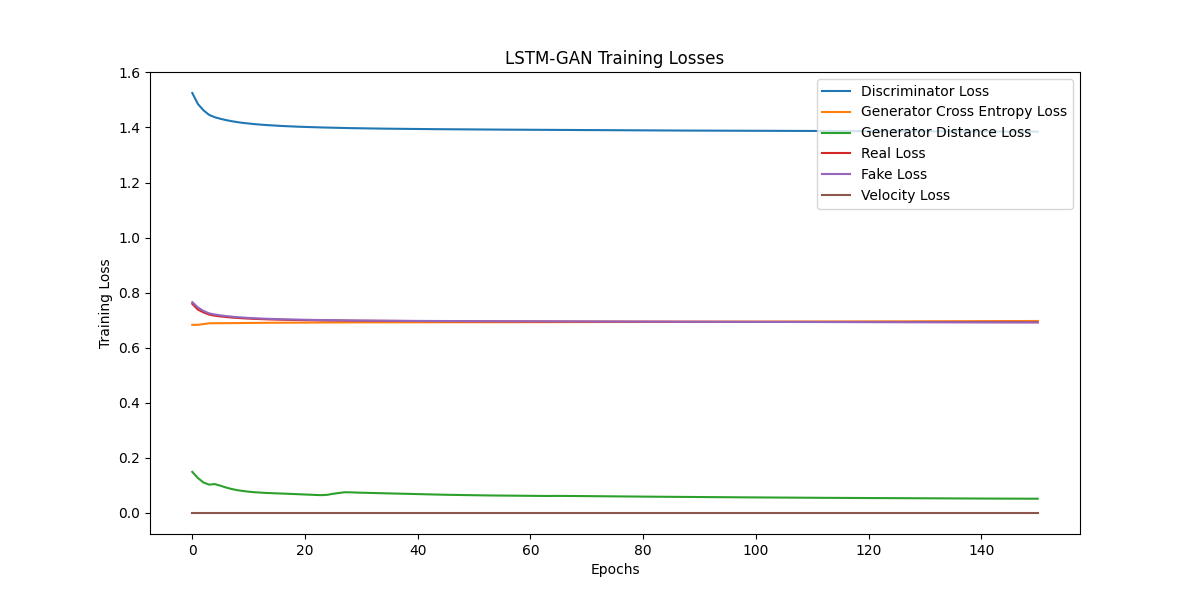 LSTM-GAN Training Losses
Training Loss
1.6
1.4
1.2
1.0
0.8
0.6
0.4
0.2
0.0
Discriminator Loss
Generator Cross Entropy Loss
Generator Distance Loss
Real Loss
Fake Loss
Velocity Loss
0 20 40 60 80 100 120 140
Epochs